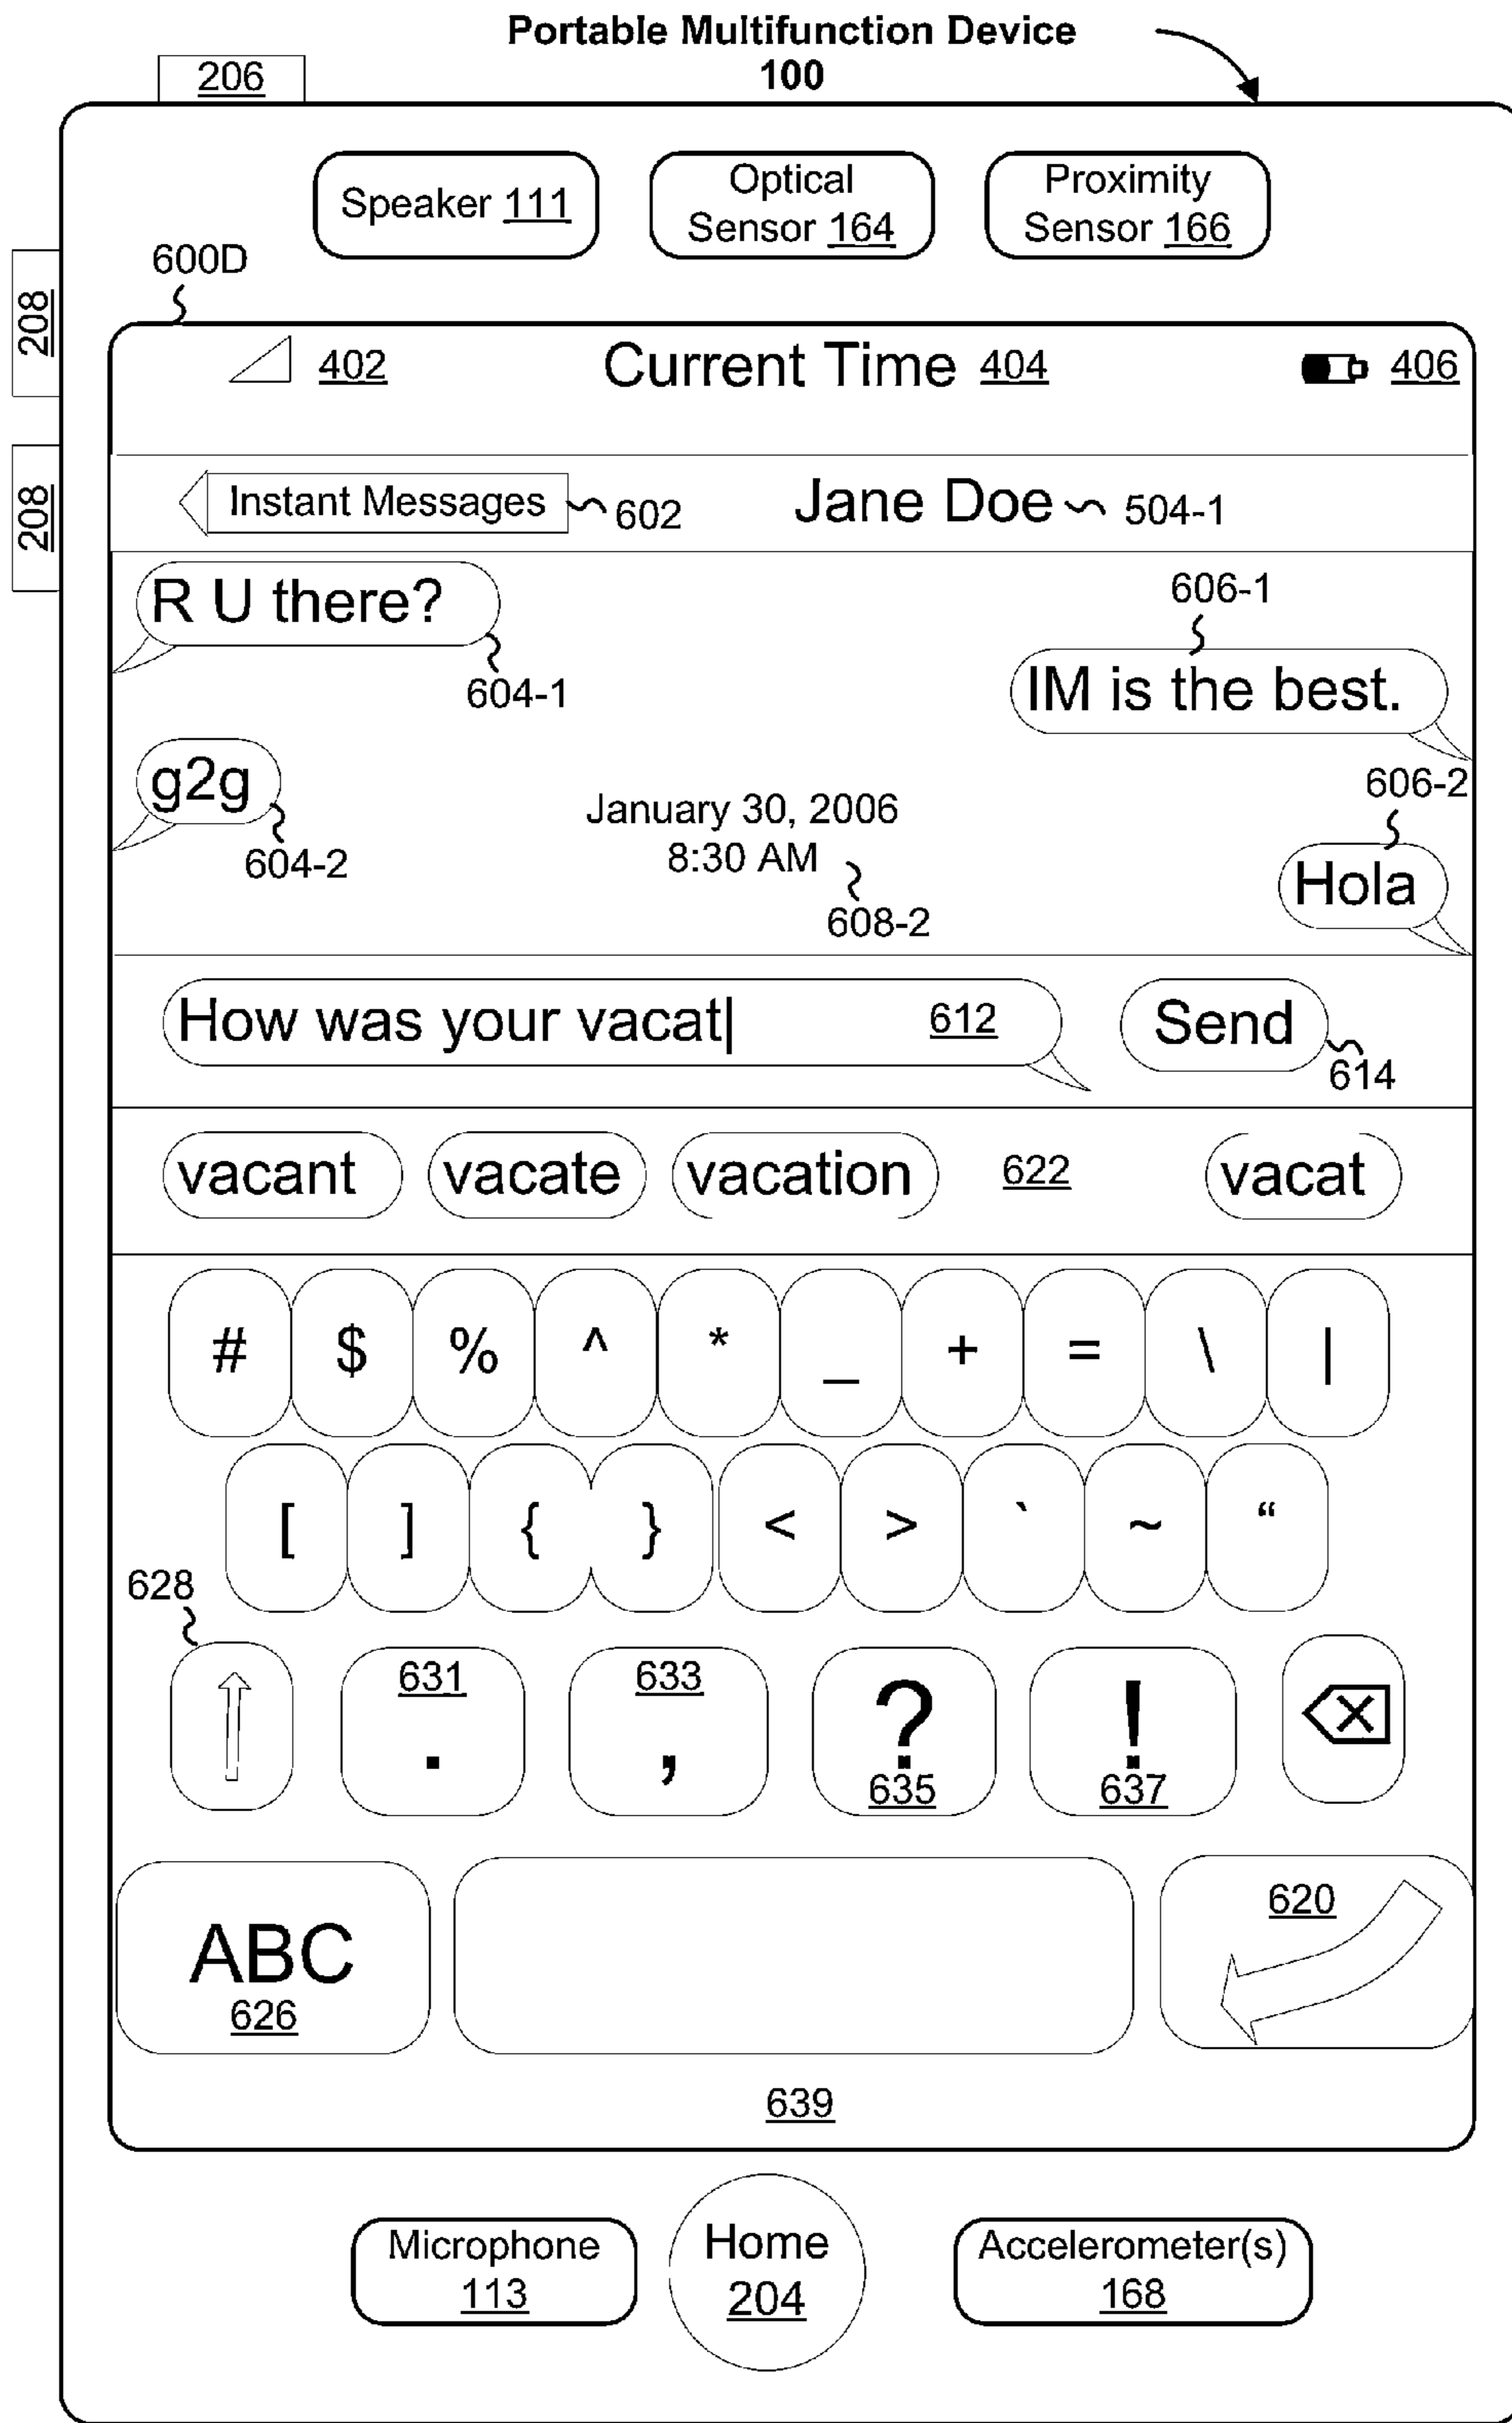 Portable Multifunction Device
100
206
Speaker 111
Optical
Sensor 164
Proximity
Sensor 166
208
208
600D
402
Current Time 404
406
Instant Messages
602
Jane Doe
504-1
R U there?
604-1
606-1
IM is the best.
g2g
604-2
January 30, 2006
8:30 AM
608-2
606-2
Hola
How was your vacat|
612
Send
614
vacant
vacate
vacation
622
vacat
# $ % ^ * _ + = \ |
[ ] { } < > ` ~ “
628
631
.
633
,
?
635
!
637
ABC
626
620
639
Microphone
113
Home
204
Accelerometer(s)
168